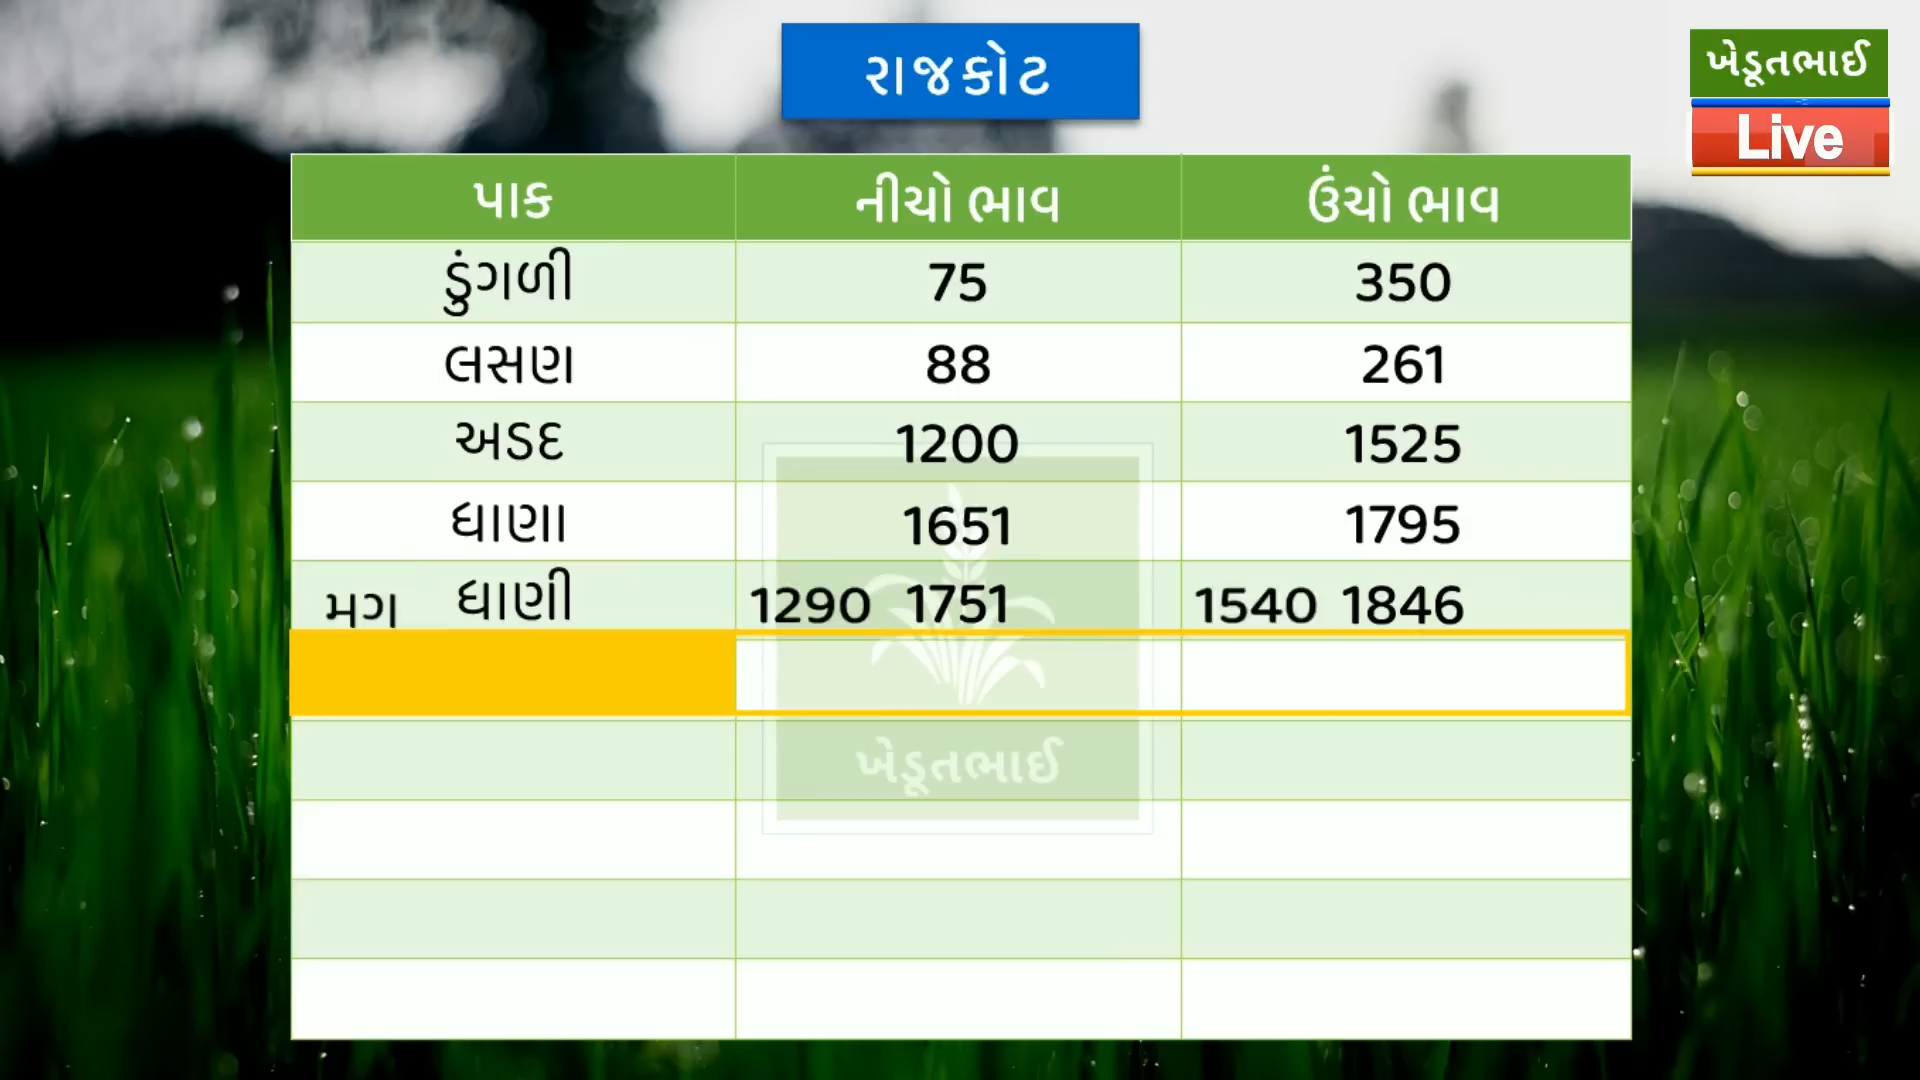 રાજકોટ
ખેડૂતભાઈ
Live
પાક નીચો ભાવ ઉંચો ભાવ
ડુંગળી 75 350
લસણ 88 261
અડદ 1200 1525
ધાણા 1651 1795
મગ ધાણી 1290 1751 1540 1846
ખેડૂતભાઈ